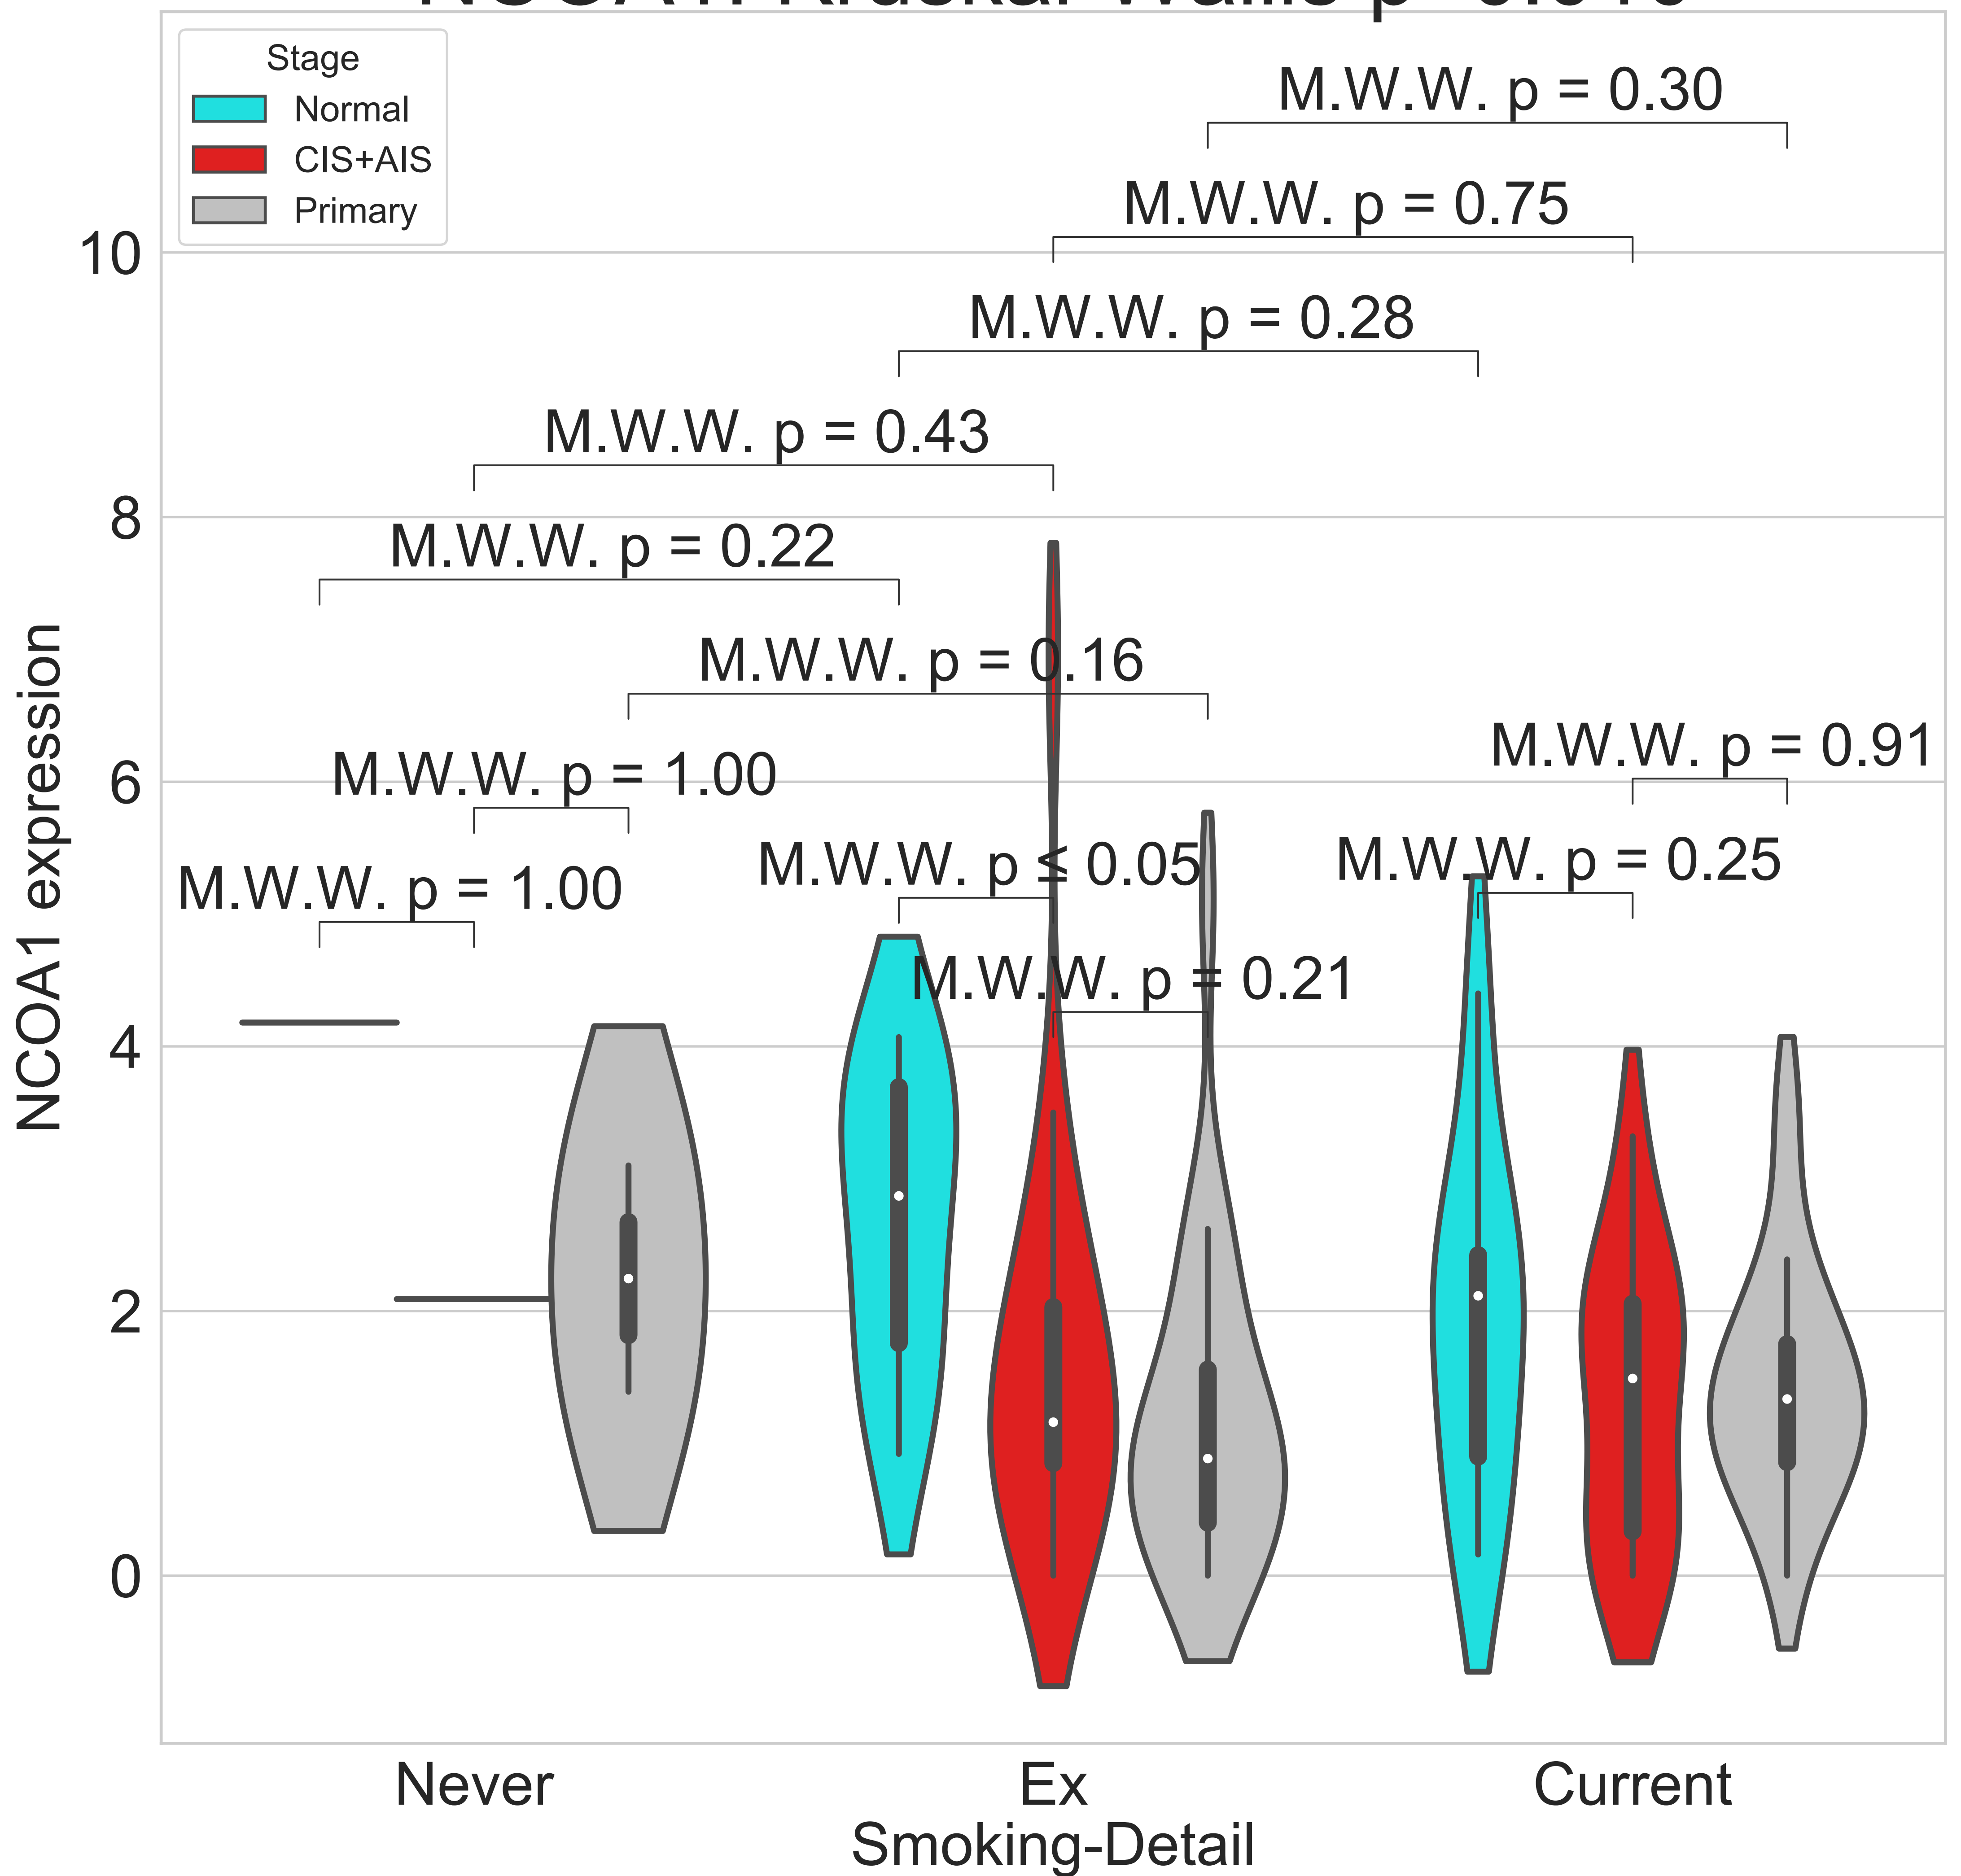 Stage
Normal
CIS+AIS
Primary
M.W.W. p = 0.30
M.W.W. p = 0.75
M.W.W. p = 0.28
M.W.W. p = 0.43
M.W.W. p = 0.22
M.W.W. p = 0.16
M.W.W. p = 0.91
M.W.W. p = 1.00
M.W.W. p ≤ 0.05
M.W.W. p = 0.25
M.W.W. p = 1.00
M.W.W. p = 0.21
10
8
6
4
2
0
NCOA1 expression
Never
Ex
Current
Smoking-Detail